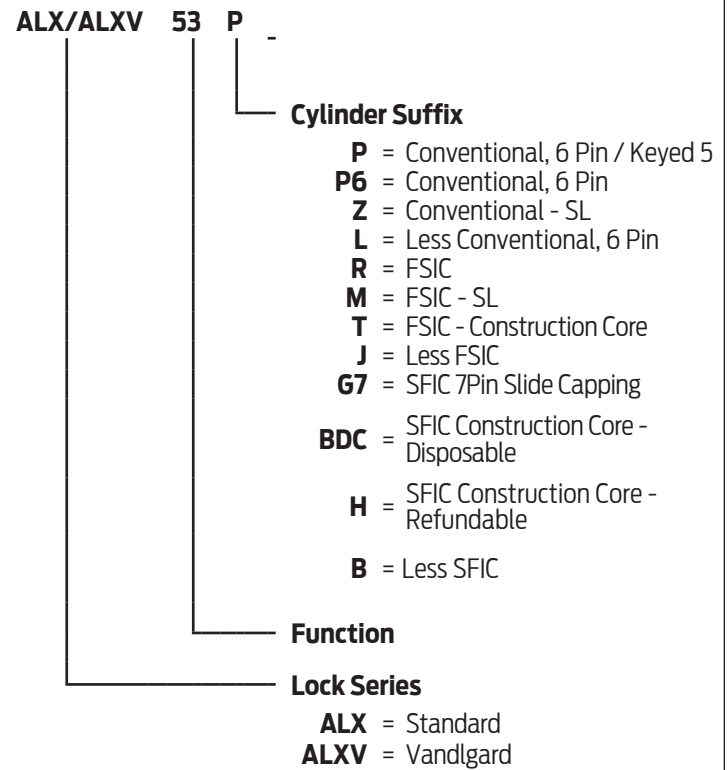 ALX/ALXV 53 P -
Cylinder Suffix
P = Conventional, 6 Pin / Keyed 5
P6 = Conventional, 6 Pin
Z = Conventional - SL
L = Less Conventional, 6 Pin
R = FSIC
M = FSIC - SL
T = FSIC - Construction Core
J = Less FSIC
G7 = SFIC 7Pin Slide Capping
BDC = SFIC Construction Core -
Disposable
H = SFIC Construction Core -
Refundable
B = Less SFIC
Function
Lock Series
ALX = Standard
ALXV = Vandlgard